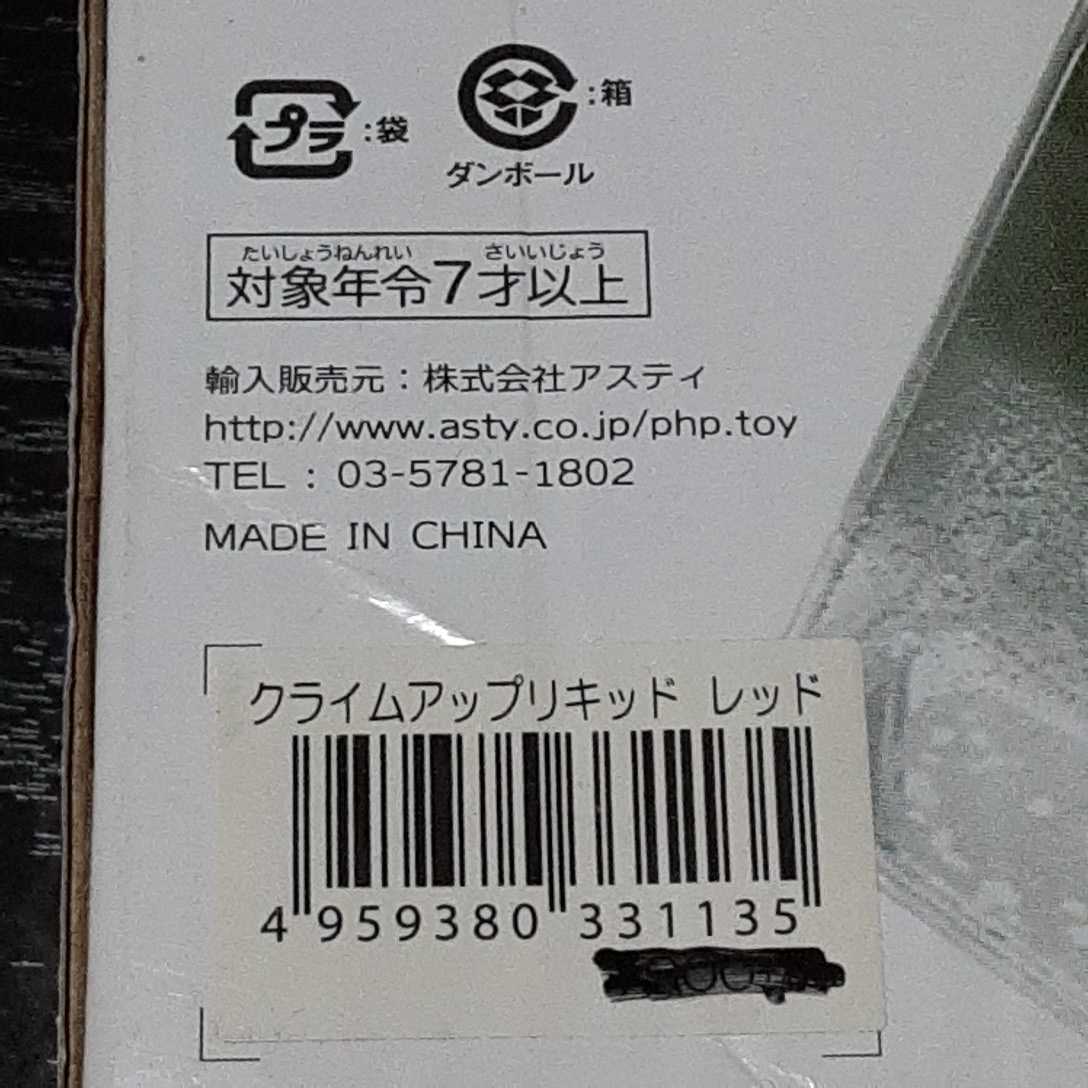 プラ:袋
:箱
ダンボール
たいしょうねんれい さいいじょう
対象年令7才以上
輸入販売元：株式会社アスティ
http://www.asty.co.jp/php.toy
TEL : 03-5781-1802
MADE IN CHINA
クライムアップリキッド レッド
4 959380 331135